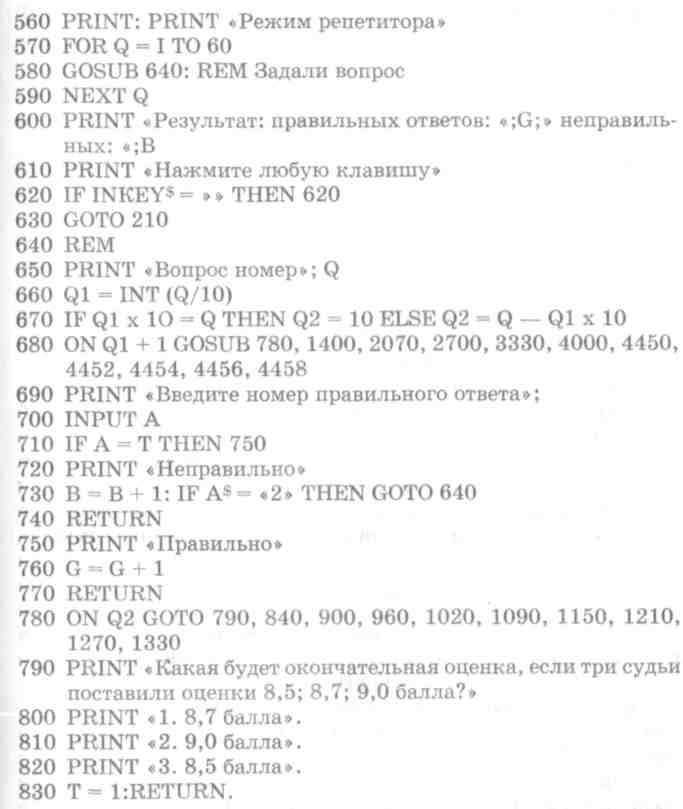 560 PRINT: PRINT «Режим репетитора»
570 FOR Q = I TO 60
580 GOSUB 640: REM Задали вопрос
590 NEXT Q
600 PRINT «Результат: правильных ответов: «;G;» неправиль-
ных: «;B
610 PRINT «Нажмите любую клавишу»
620 IF INKEY$ = »» THEN 620
630 GOTO 210
640 REM
650 PRINT «Вопрос номер»; Q
660 Q1 = INT (Q/10)
670 IF Q1 x 1O = Q THEN Q2 = 10 ELSE Q2 = Q — Q1 x 10
680 ON Q1 + 1 GOSUB 780, 1400, 2070, 2700, 3330, 4000, 4450,
4452, 4454, 4456, 4458
690 PRINT «Введите номер правильного ответа»;
700 INPUT A
710 IF A = T THEN 750
720 PRINT «Неправильно»
730 B = B + 1: IF A$ = «2» THEN GOTO 640
740 RETURN
750 PRINT «Правильно»
760 G = G + 1
770 RETURN
780 ON Q2 GOTO 790, 840, 900, 960, 1020, 1090, 1150, 1210,
1270, 1330
790 PRINT «Какая будет окончательная оценка, если три судьи
поставили оценки 8,5; 8,7; 9,0 балла?»
800 PRINT «1. 8,7 балла».
810 PRINT «2. 9,0 балла».
820 PRINT «3. 8,5 балла».
830 T = 1:RETURN.